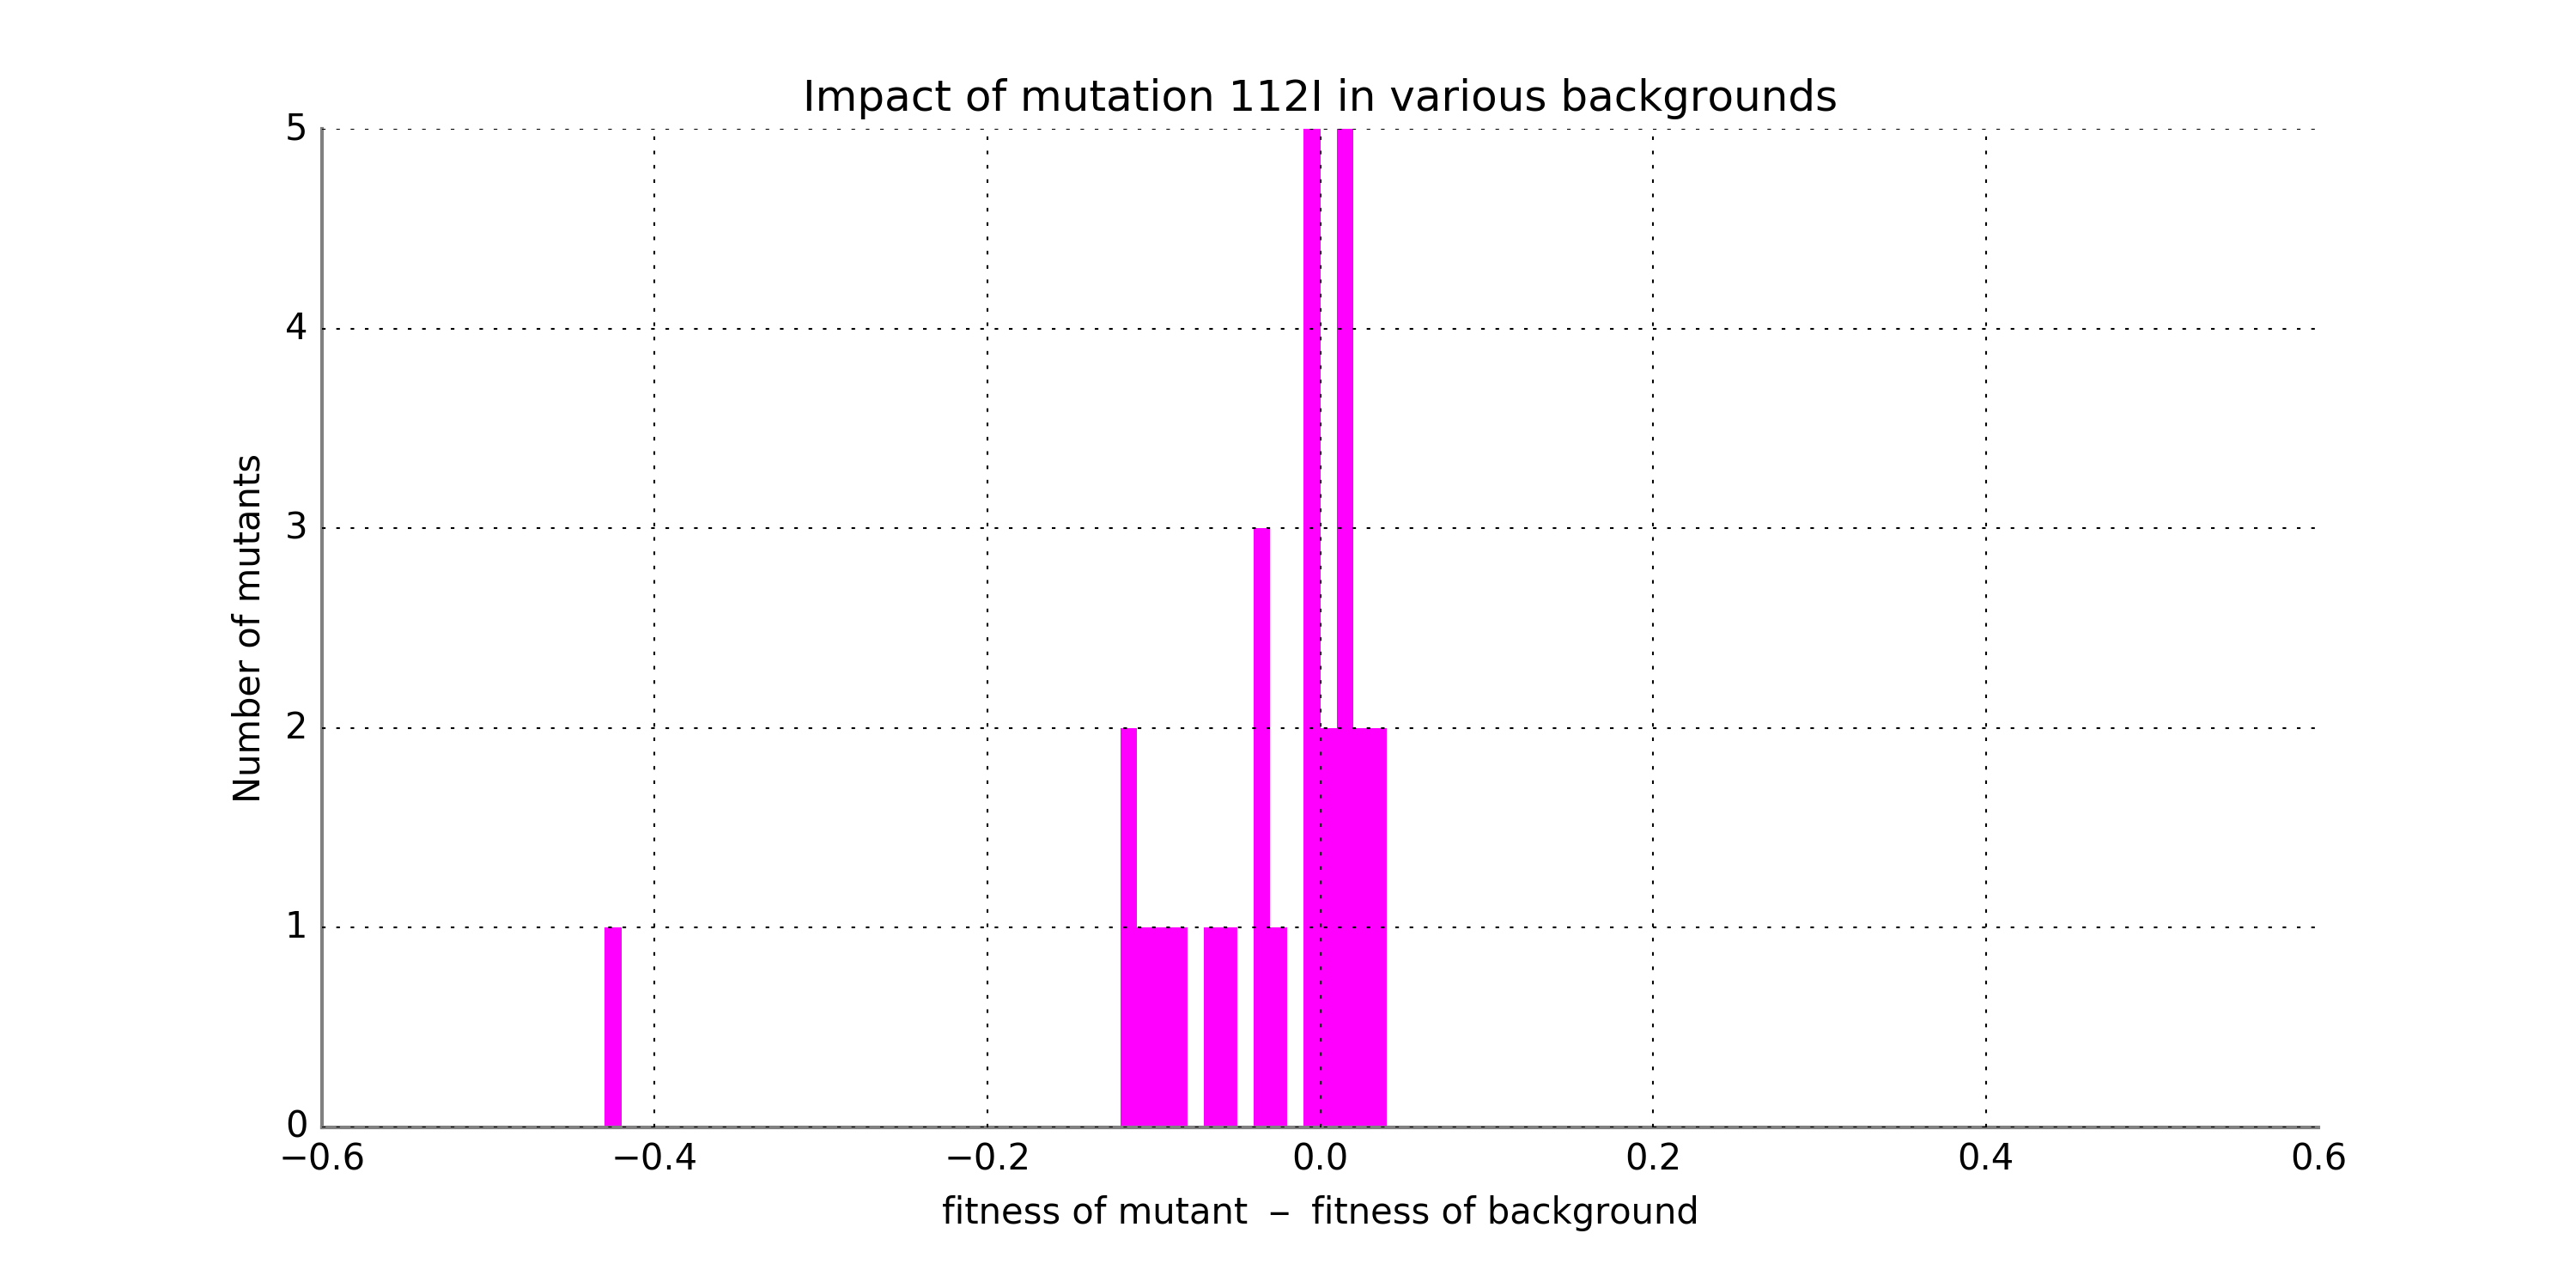 Impact of mutation 112I in various backgrounds
5
4
3
2
1
0
Number of mutants
−0.6 −0.4 −0.2 0.0 0.2 0.4 0.6
fitness of mutant − fitness of background